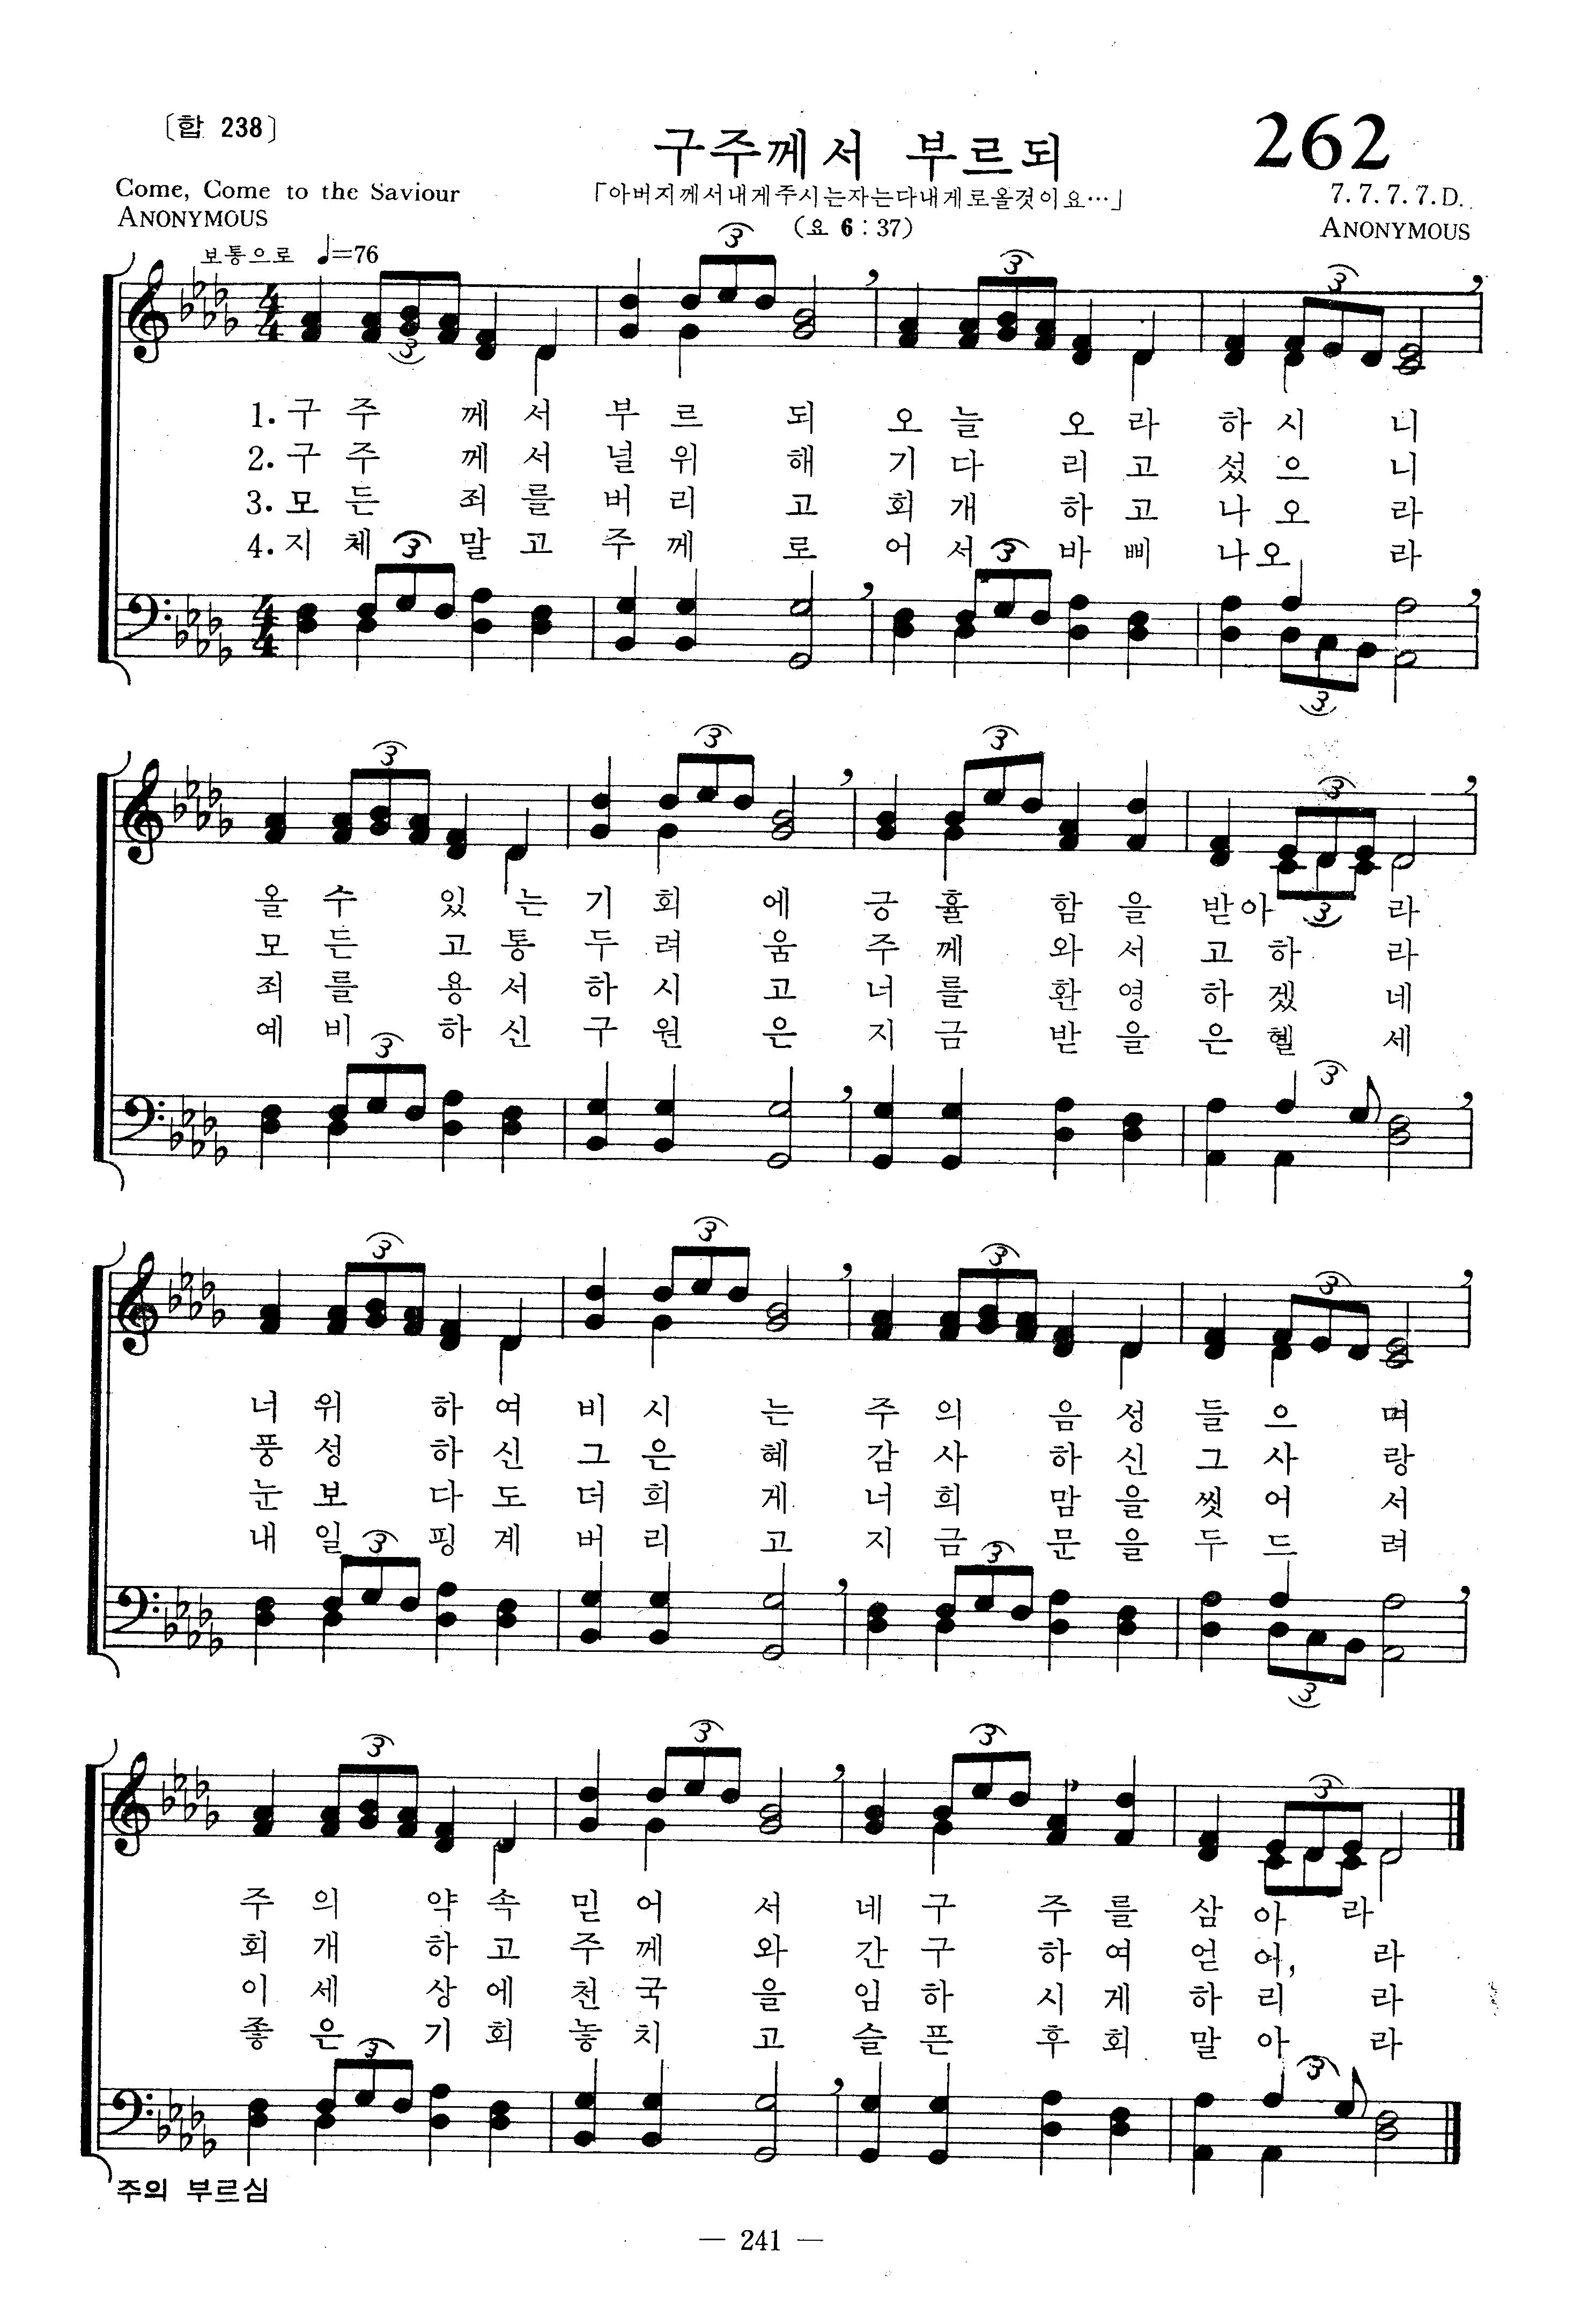 〔합 238〕
구주께서 부르되
262
Come, Come to the Saviour
「아버지께서내게주시는자는다내게로올것이요…」
7.7.7.7.D.
ANONYMOUS
(요 6 : 37)
ANONYMOUS
보통으로 ♩=76
1.구 주 께 서 부 르 되 오 늘 오 라 하 시 니
2.구 주 께 서 널 위 해 기 다 리 고 섰 으 니
3.모 든 죄 를 버 리 고 회 개 하 고 나 오 라
4.지 체 말 고 주 께 로 어 서 바 삐 나 오 라
올 수 있 는 기 회 에 긍 휼 함 을 받 아 라
모 든 고 통 두 려 움 주 께 와 서 고 하 라
죄 를 용 서 하 시 고 너 를 환 영 하 겠 네
예 비 하 신 구 원 은 지 금 받 을 은 혜 세
너 위 하 여 비 시 는 주 의 음 성 들 으 며
풍 성 하 신 그 은 혜 감 사 하 신 그 사 랑
눈 보 다 도 더 희 게 너 희 맘 을 씻 어 서
내 일 핑 계 버 리 고 지 금 문 을 두 드 려
주 의 약 속 믿 어 서 네 구 주 를 삼 아 라
회 개 하 고 주 께 와 간 구 하 여 얻 어, 라
이 세 상 에 천 국 을 임 하 시 게 하 리 라
좋 은 기 회 놓 치 고 슬 픈 후 회 말 아 라
주의 부르심
— 241 —